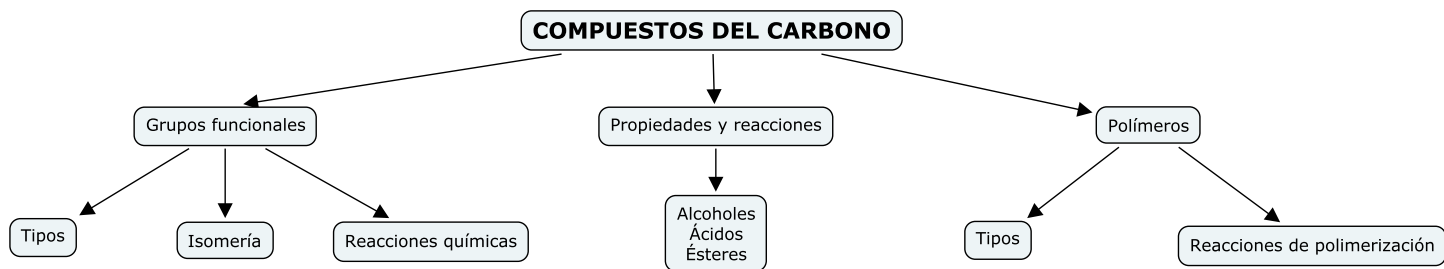 COMPUESTOS DEL CARBONO
Grupos funcionales
Propiedades y reacciones
Polímeros
Tipos
Isomería
Reacciones químicas
Alcoholes
Ácidos
Ésteres
Tipos
Reacciones de polimerización